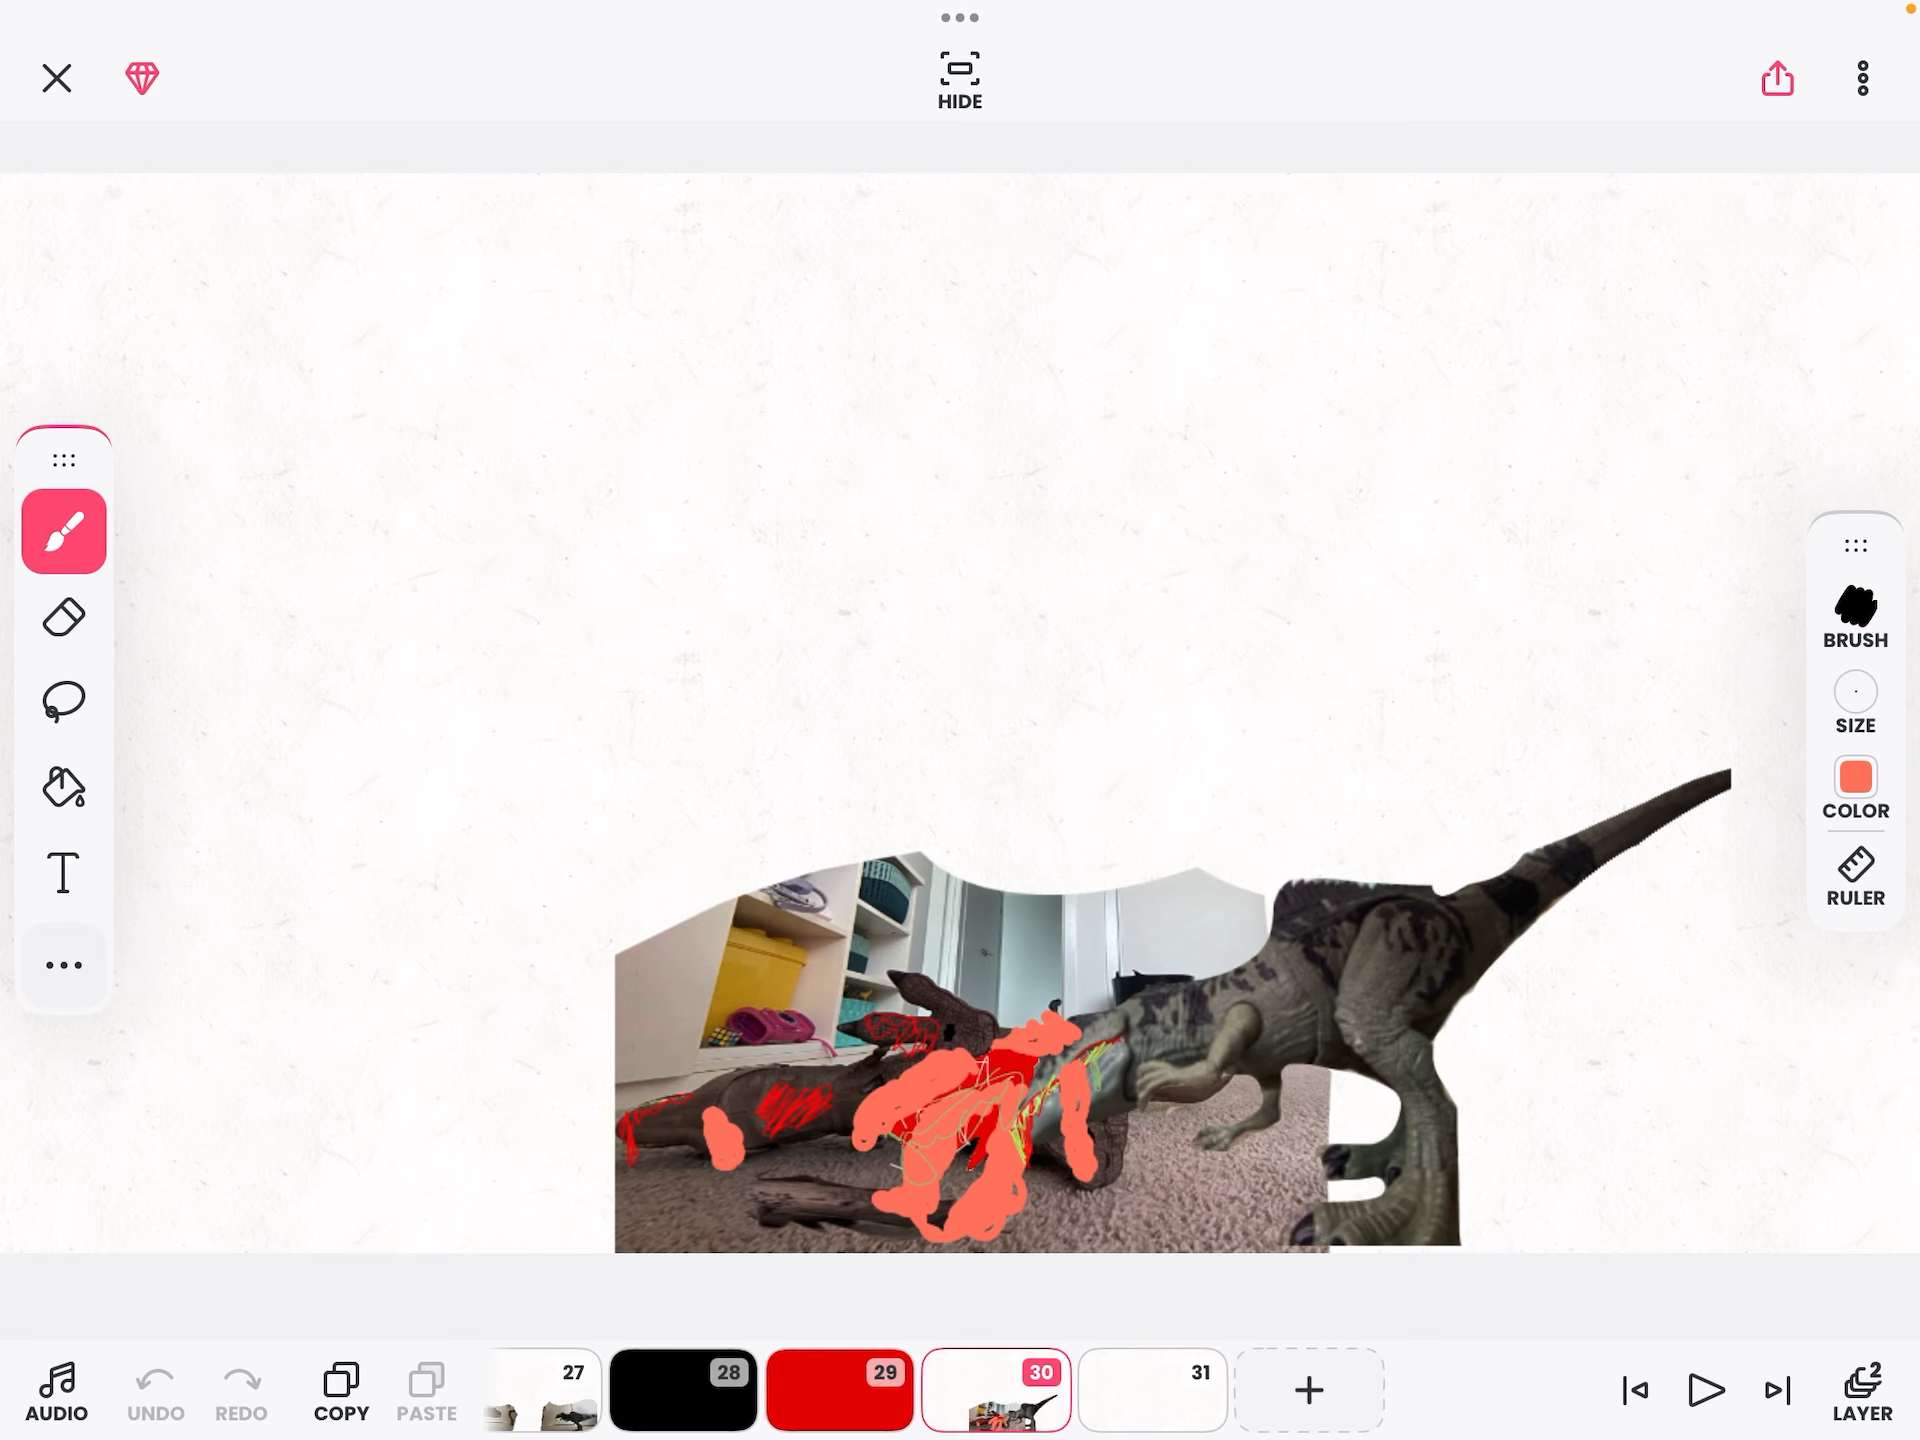 HIDE
BRUSH
SIZE
COLOR
RULER
27
28
29
30
31
AUDIO
UNDO
REDO
COPY
PASTE
2
LAYER